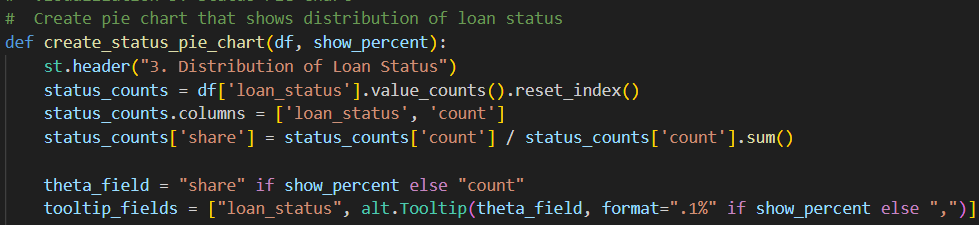 #  Create pie chart that shows distribution of loan status
def create_status_pie_chart(df, show_percent):
    st.header("3. Distribution of Loan Status")
    status_counts = df['loan_status'].value_counts().reset_index()
    status_counts.columns = ['loan_status', 'count']
    status_counts['share'] = status_counts['count'] / status_counts['count'].sum()

    theta_field = "share" if show_percent else "count"
    tooltip_fields = ["loan_status", alt.Tooltip(theta_field, format=".1%" if show_percent else ",")]